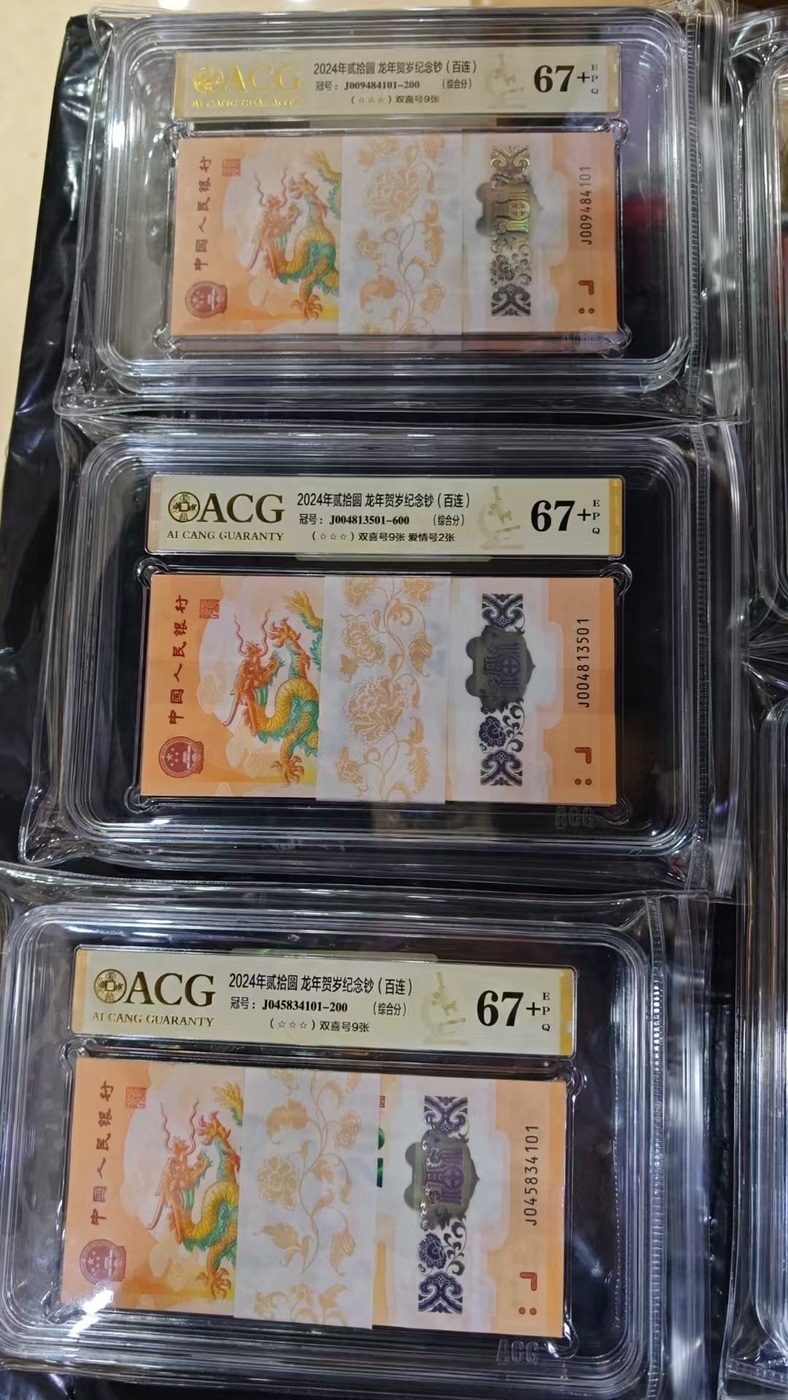 ACG
AI CANG GUARANTY
2024年贰拾圆 龙年贺岁纪念钞（百连）
冠号：J009484101-200 （综合分）
（☆☆☆）双喜号9张
67+
EPQ
中国人民银行
J009484101
ACG
AI CANG GUARANTY
2024年贰拾圆 龙年贺岁纪念钞（百连）
冠号：J004813501-600 （综合分）
（☆☆☆）双喜号9张 爱情号2张
67+
EPQ
中国人民银行
J004813501
ACG
ACG
AI CANG GUARANTY
2024年贰拾圆 龙年贺岁纪念钞（百连）
冠号：J045834101-200 （综合分）
（☆☆☆）双喜号9张
67+
EPQ
中国人民银行
J045834101
ACG